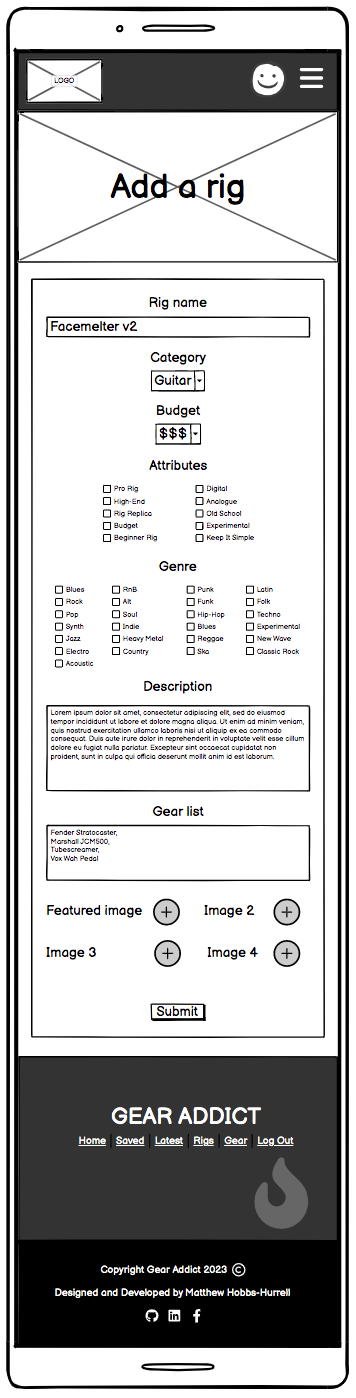 LOGO
Add a rig
Rig name
Facemelter v2
Category
Guitar
Budget
$$$
Attributes
Pro Rig
High-End
Rig Replica
Budget
Beginner Rig
Digital
Analogue
Old School
Experimental
Keep It Simple
Genre
Blues
Rock
Pop
Synth
Jazz
Electro
Acoustic
RnB
Alt
Soul
Indie
Heavy Metal
Country
Punk
Funk
Hip-Hop
Blues
Reggae
Ska
Latin
Folk
Techno
Experimental
New Wave
Classic Rock
Description
Lorem ipsum dolor sit amet, consectetur adipiscing elit, sed do eiusmod
tempor incididunt ut labore et dolore magna aliqua. Ut enim ad minim veniam,
quis nostrud exercitation ullamco laboris nisi ut aliquip ex ea commodo
consequat. Duis aute irure dolor in reprehenderit in voluptate velit esse cillum
dolore eu fugiat nulla pariatur. Excepteur sint occaecat cupidatat non
proident, sunt in culpa qui officia deserunt mollit anim id est laborum.
Gear list
Fender Stratocaster,
Marshall JCM500,
Tubescreamer,
Vox Wah Pedal
Featured image
Image 2
Image 3
Image 4
Submit
GEAR ADDICT
Home | Saved | Latest | Rigs | Gear | Log Out
Copyright Gear Addict 2023 ©
Designed and Developed by Matthew Hobbs-Hurrell